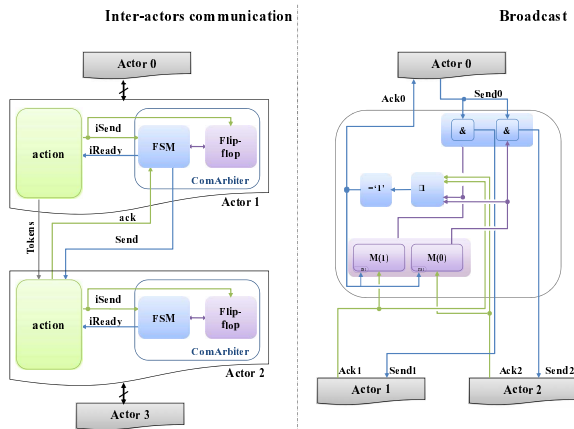 Inter-actors communication
Actor 0
action
iSend
iReady
FSM
Flip-
flop
ComArbiter
Actor 1
Tokens
ack
Send
action
iSend
iReady
FSM
Flip-
flop
ComArbiter
Actor 2
Actor 3
Broadcast
Actor 0
Ack0
Send0
&
&
='1'
M(1)
M(0)
Ack1
Send1
Ack2
Send2
Actor 1
Actor 2